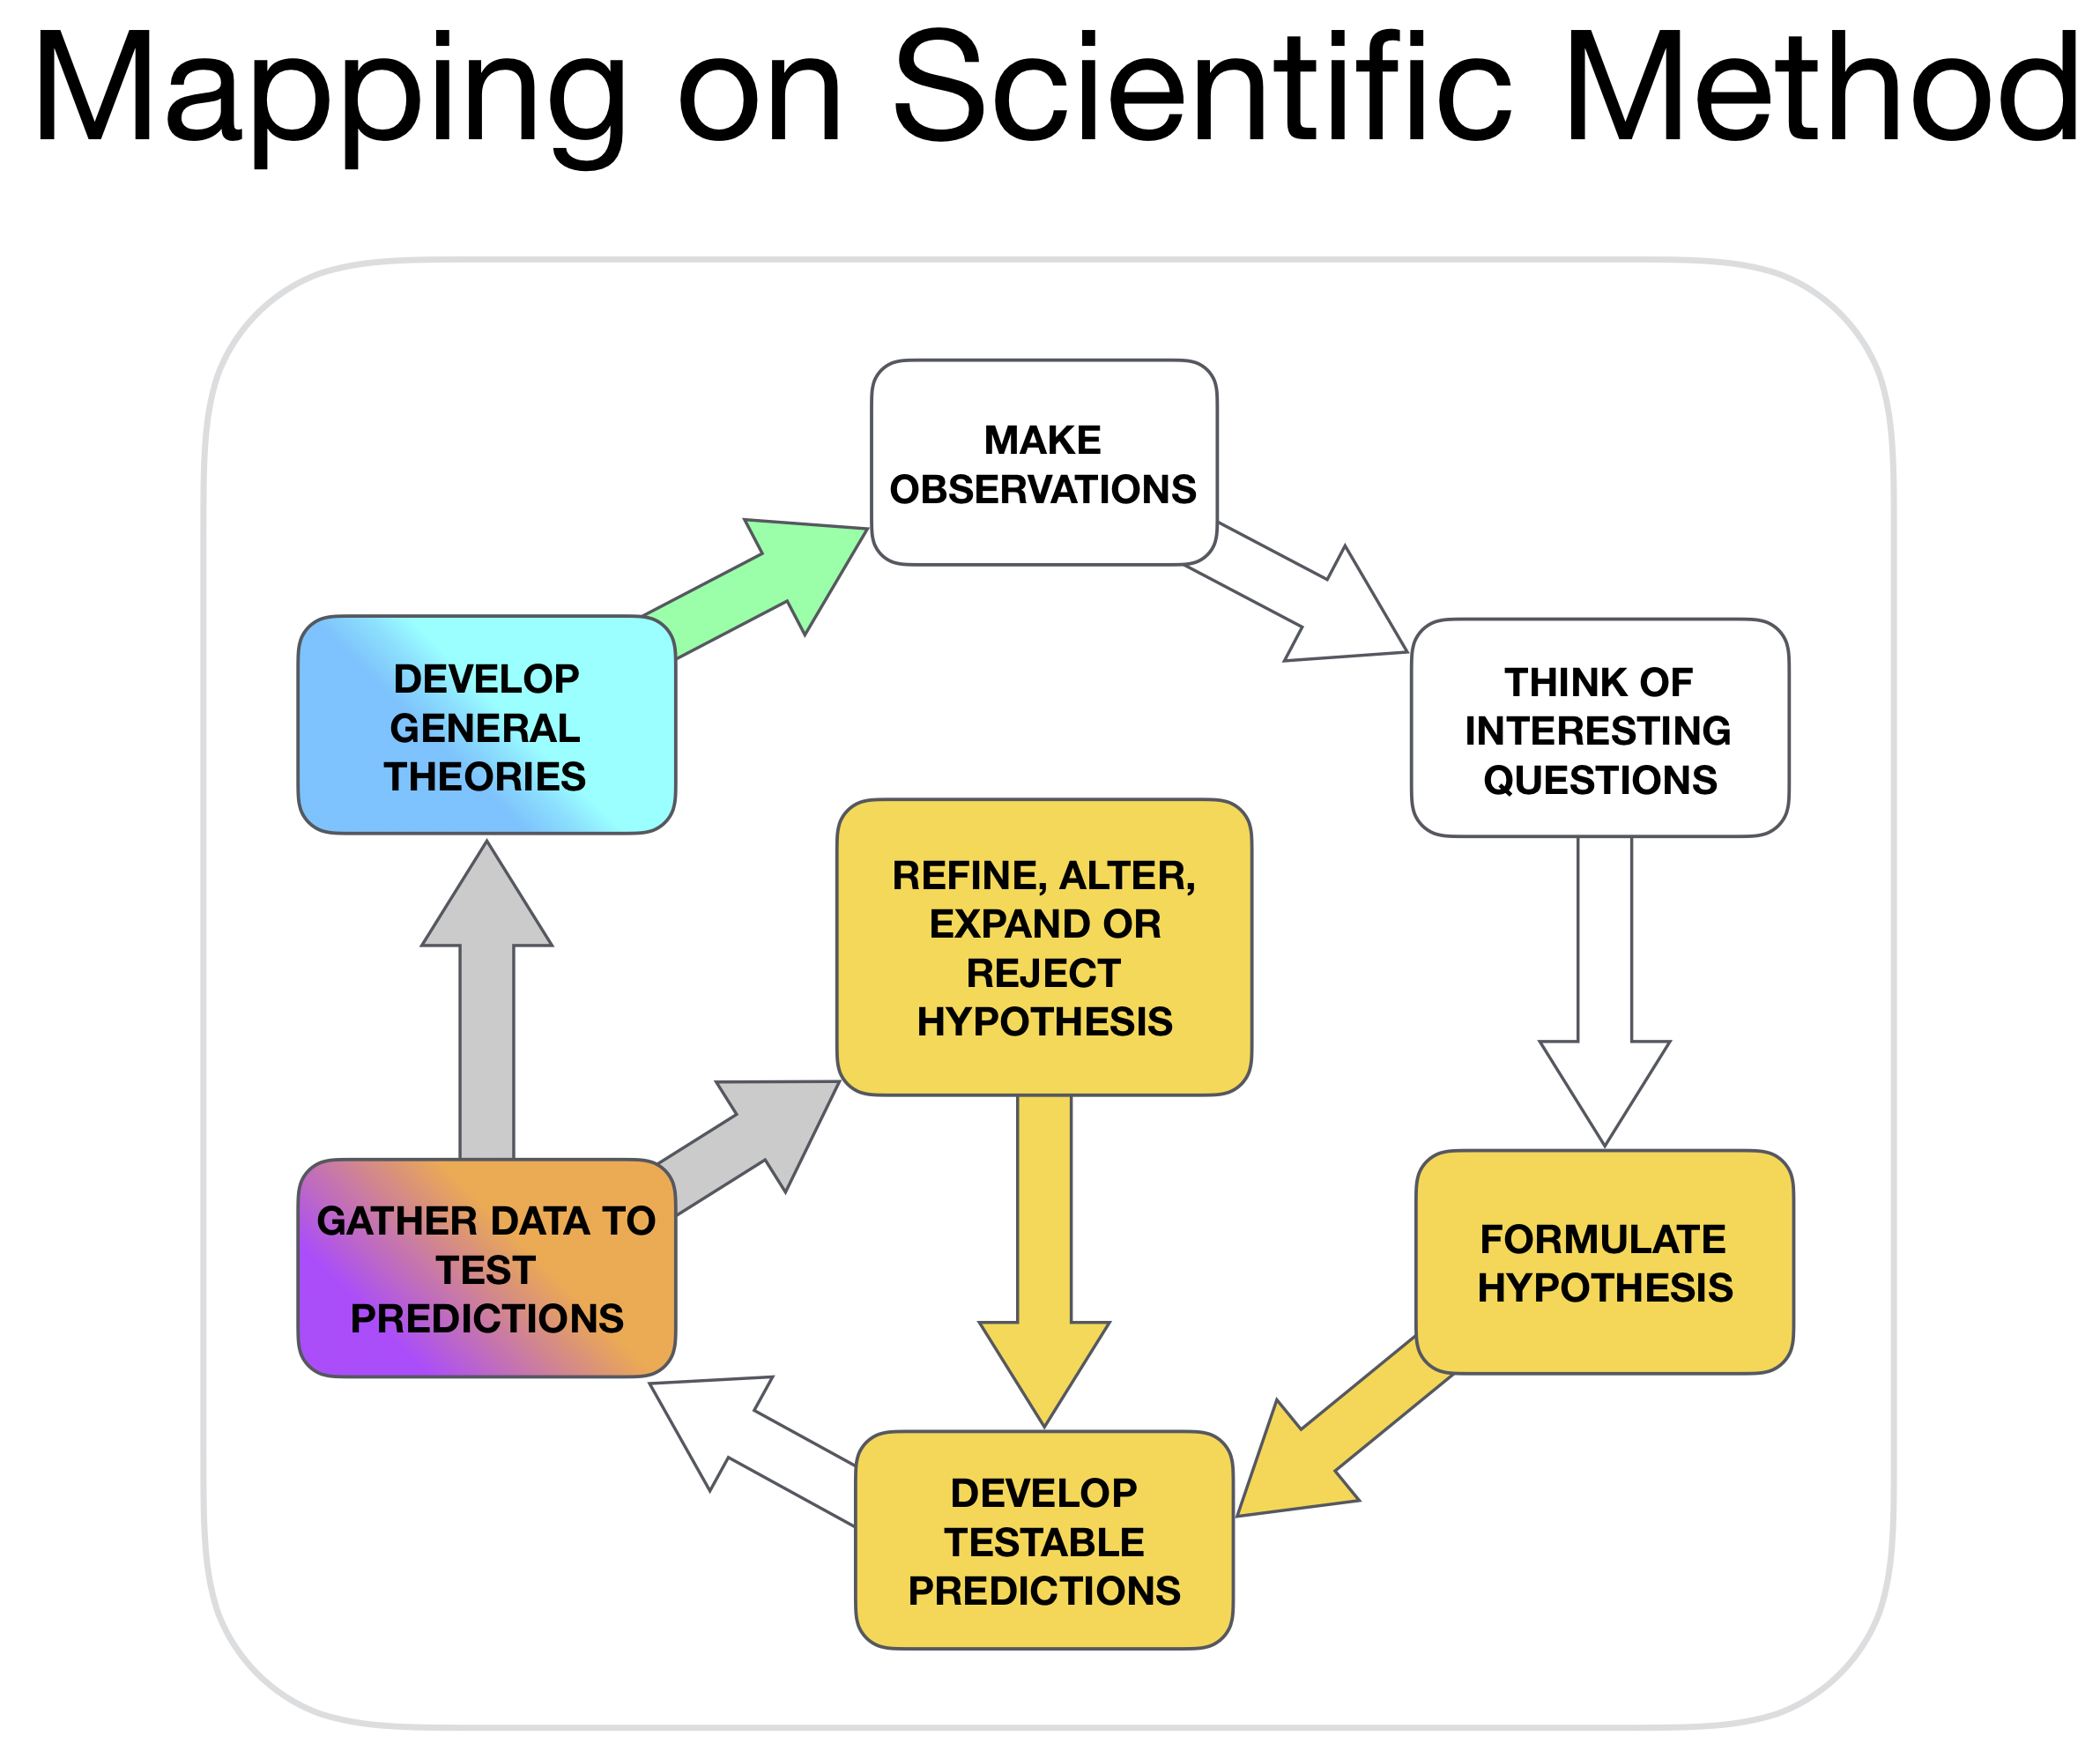 Mapping on Scientific Method
MAKE
OBSERVATIONS
THINK OF
INTERESTING
QUESTIONS
DEVELOP
GENERAL
THEORIES
REFINE, ALTER,
EXPAND OR
REJECT
HYPOTHESIS
GATHER DATA TO
TEST
PREDICTIONS
FORMULATE
HYPOTHESIS
DEVELOP
TESTABLE
PREDICTIONS